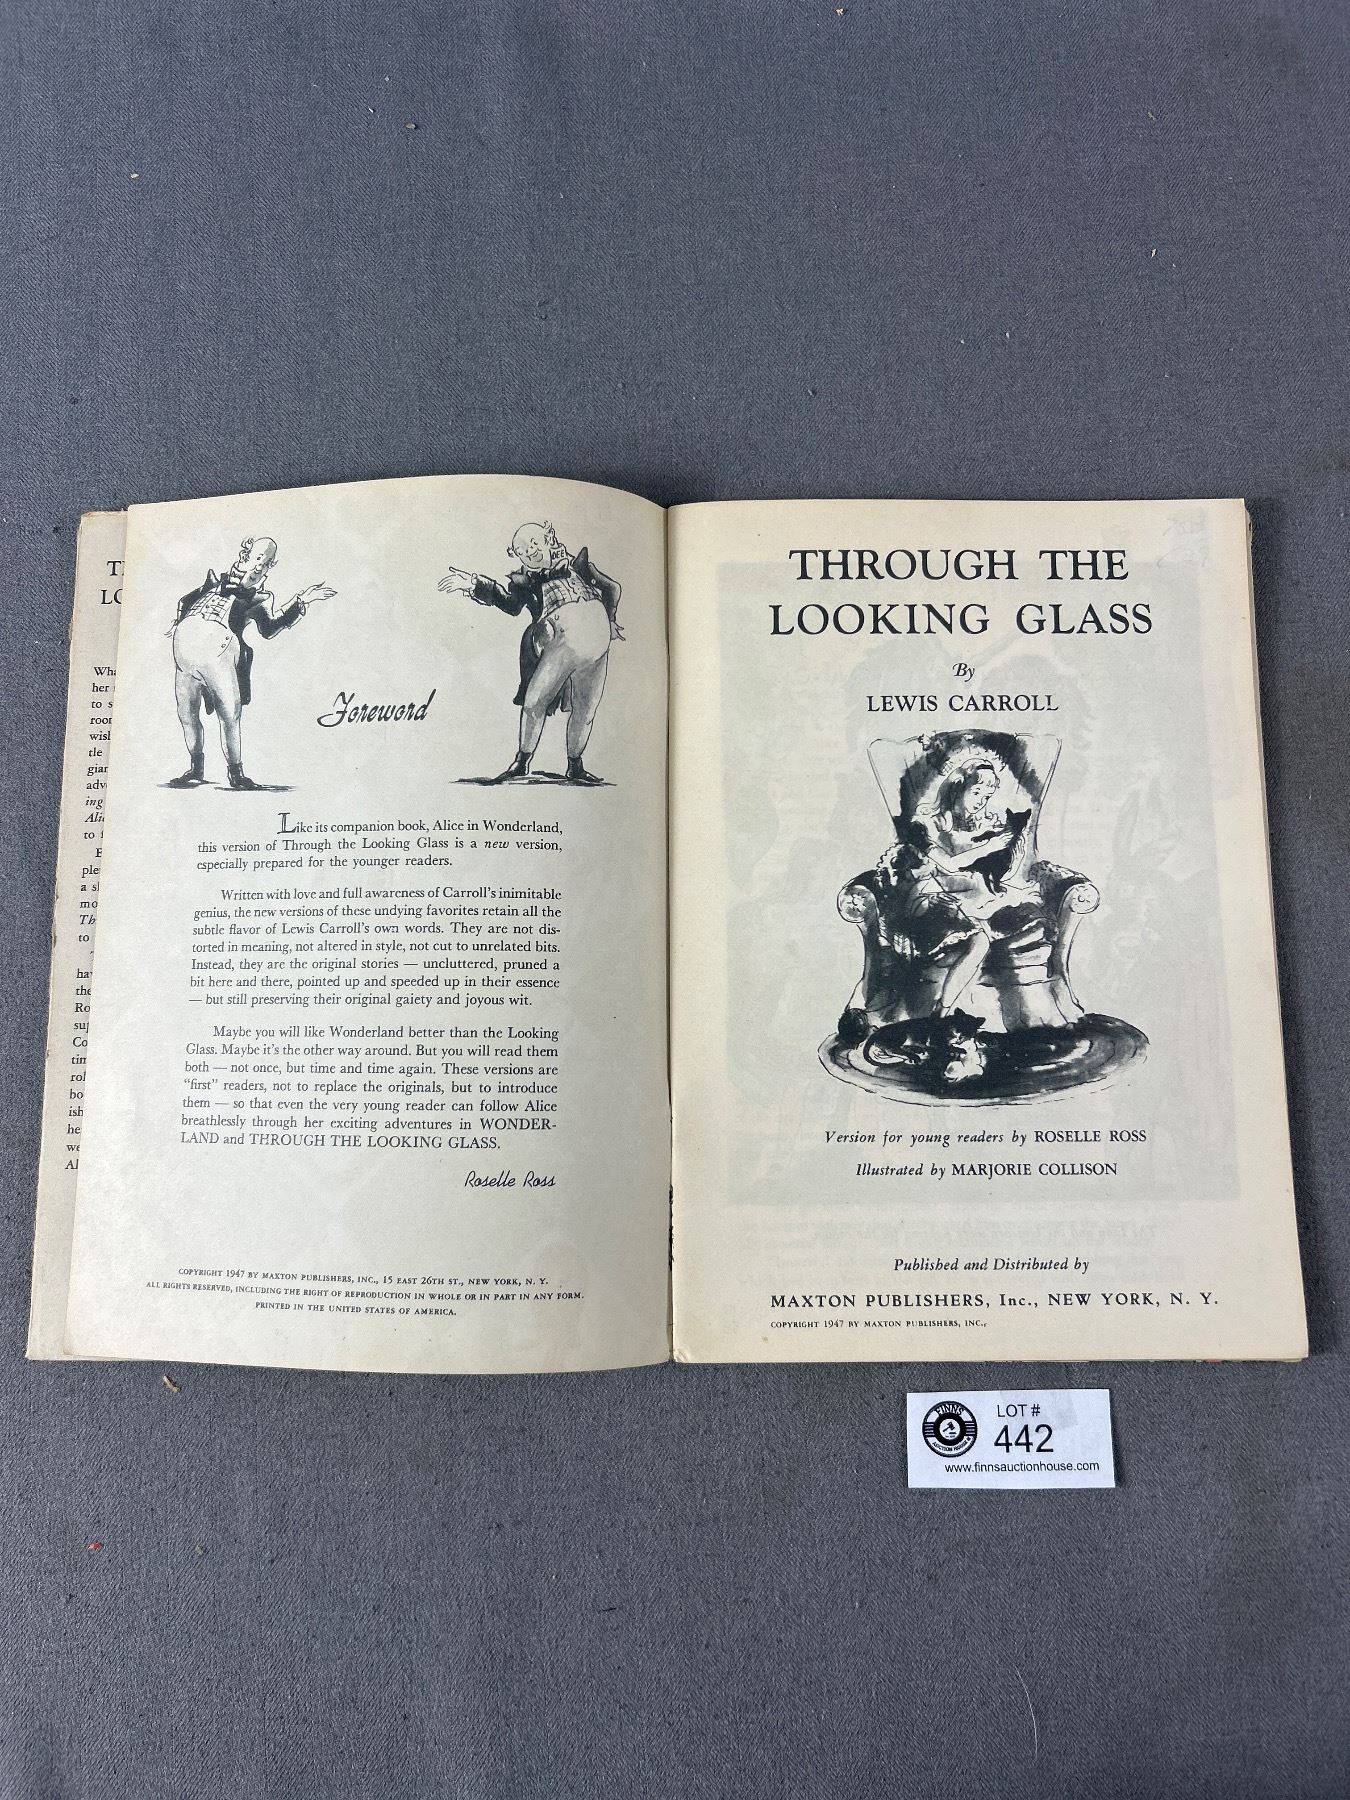 Foreword
Like its companion book, Alice in Wonderland,
this version of Through the Looking Glass is a new version,
especially prepared for the younger readers.
Written with love and full awareness of Carroll's inimitable
genius, the new versions of these undying favorites retain all the
subtle flavor of Lewis Carroll's own words. They are not dis-
torted in meaning, not altered in style, not cut to unrelated bits.
Instead, they are the original stories — uncluttered, pruned a
bit here and there, pointed up and speeded up in their essence
— but still preserving their original gaiety and joyous wit.
Maybe you will like Wonderland better than the Looking
Glass. Maybe it's the other way around. But you will read them
both — not once, but time and time again. These versions are
"first" readers, not to replace the originals, but to introduce
them — so that even the very young reader can follow Alice
breathlessly through her exciting adventures in WONDER-
LAND and THROUGH THE LOOKING GLASS.
Roselle Ross
COPYRIGHT 1947 BY MAXTON PUBLISHERS, INC., 15 EAST 26TH ST., NEW YORK, N. Y.
ALL RIGHTS RESERVED, INCLUDING THE RIGHT OF REPRODUCTION IN WHOLE OR IN PART IN ANY FORM.
PRINTED IN THE UNITED STATES OF AMERICA.
THROUGH THE
LOOKING GLASS
By
LEWIS CARROLL
Version for young readers by ROSELLE ROSS
Illustrated by MARJORIE COLLISON
Published and Distributed by
MAXTON PUBLISHERS, Inc., NEW YORK, N. Y.
COPYRIGHT 1947 BY MAXTON PUBLISHERS, INC.
FINNS
AUCTION HOUSE
LOT #
442
www.finnsauctionhouse.com